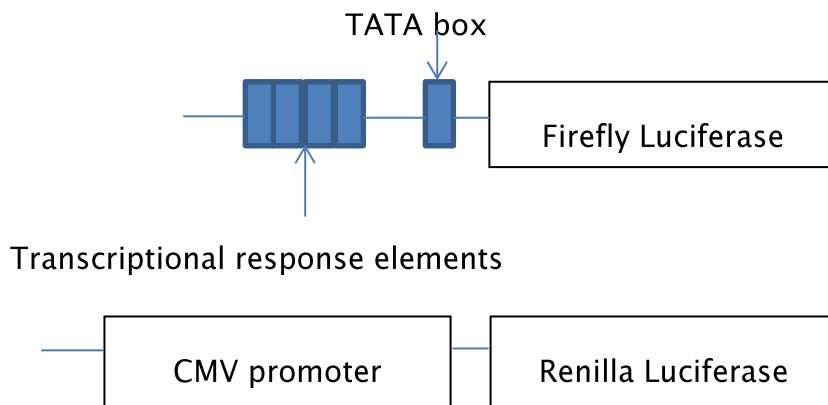 TATA box
Firefly Luciferase
Transcriptional response elements
CMV promoter
Renilla Luciferase